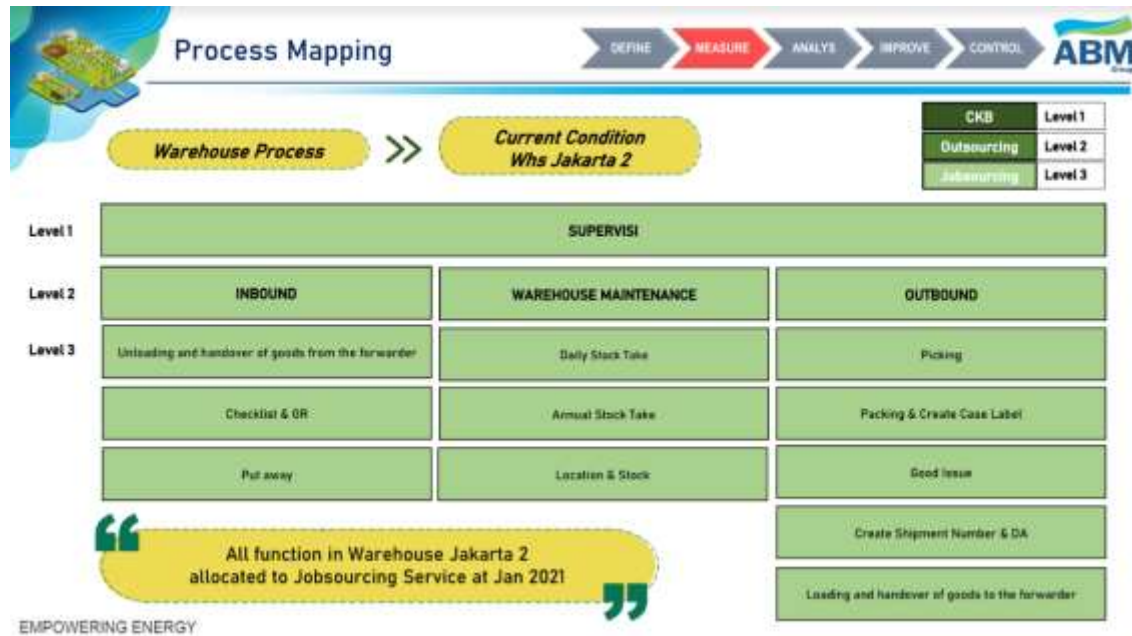 Process Mapping
DEFINE
MEASURE
ANALYS
IMPROVE
CONTROL
ABM
Group
Warehouse Process
Current Condition
Whs Jakarta 2
CKB Level 1
Outsourcing Level 2
Jobsourcing Level 3
Level 1
SUPERVISI
Level 2
INBOUND
WAREHOUSE MAINTENANCE
OUTBOUND
Level 3
Unloading and handover of goods from the forwarder
Daily Stock Take
Picking
Checklist & GR
Annual Stock Take
Packing & Create Case Label
Put away
Location & Stock
Good Issue
Create Shipment Number & DA
Loading and handover of goods to the forwarder
“
All function in Warehouse Jakarta 2
allocated to Jobsourcing Service at Jan 2021
”
EMPOWERING ENERGY